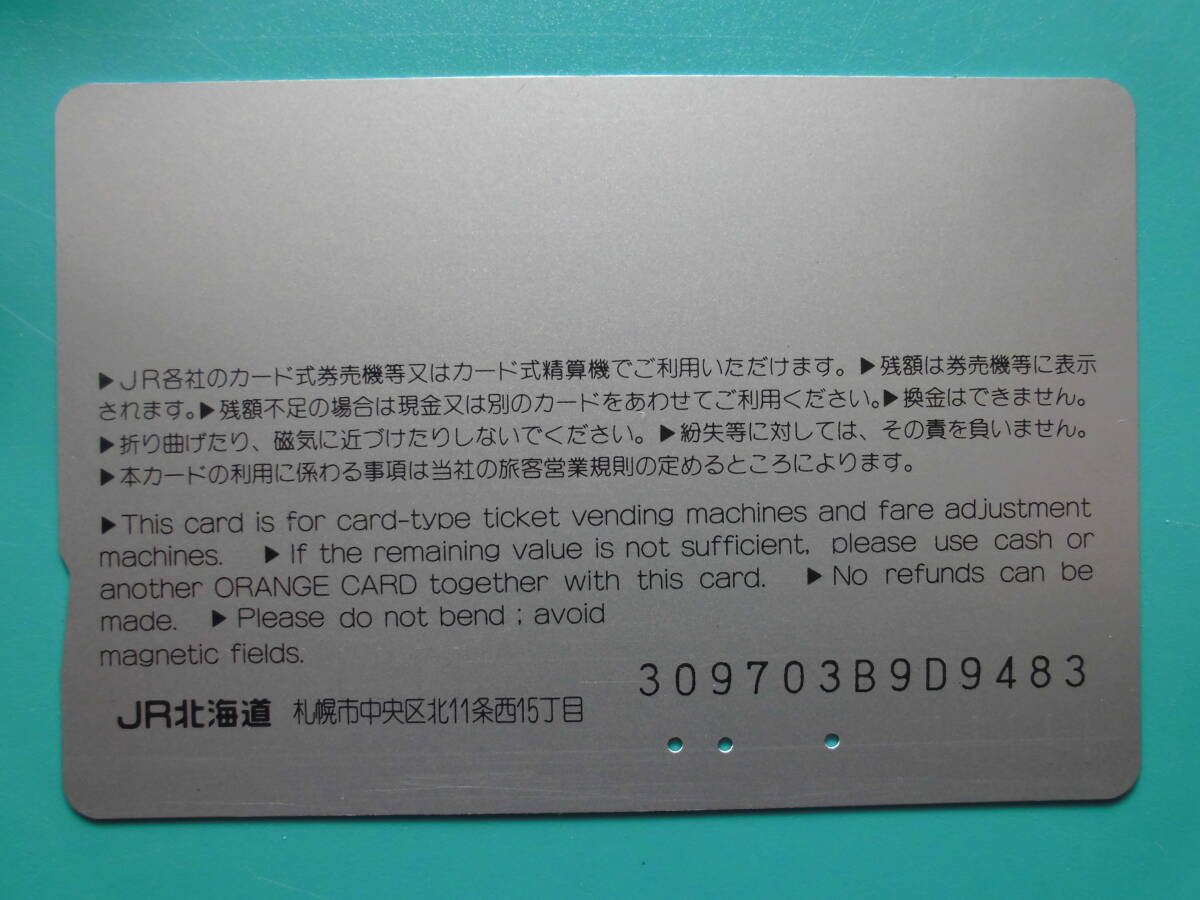 ▶JR各社のカード式券売機等又はカード式精算機でご利用いただけます。▶残額は券売機等に表示
されます。▶残額不足の場合は現金又は別のカードをあわせてご利用ください。▶換金はできません。
▶折り曲げたり、磁気に近づけたりしないでください。▶紛失等に対しては、その責を負いません。
▶本カードの利用に係わる事項は当社の旅客営業規則の定めるところによります。
▶This card is for card-type ticket vending machines and fare adjustment
machines. ▶If the remaining value is not sufficient, please use cash or
another ORANGE CARD together with this card. ▶No refunds can be
made. ▶Please do not bend ; avoid
magnetic fields.
309703B9D9483
JR北海道 札幌市中央区北11条西15丁目